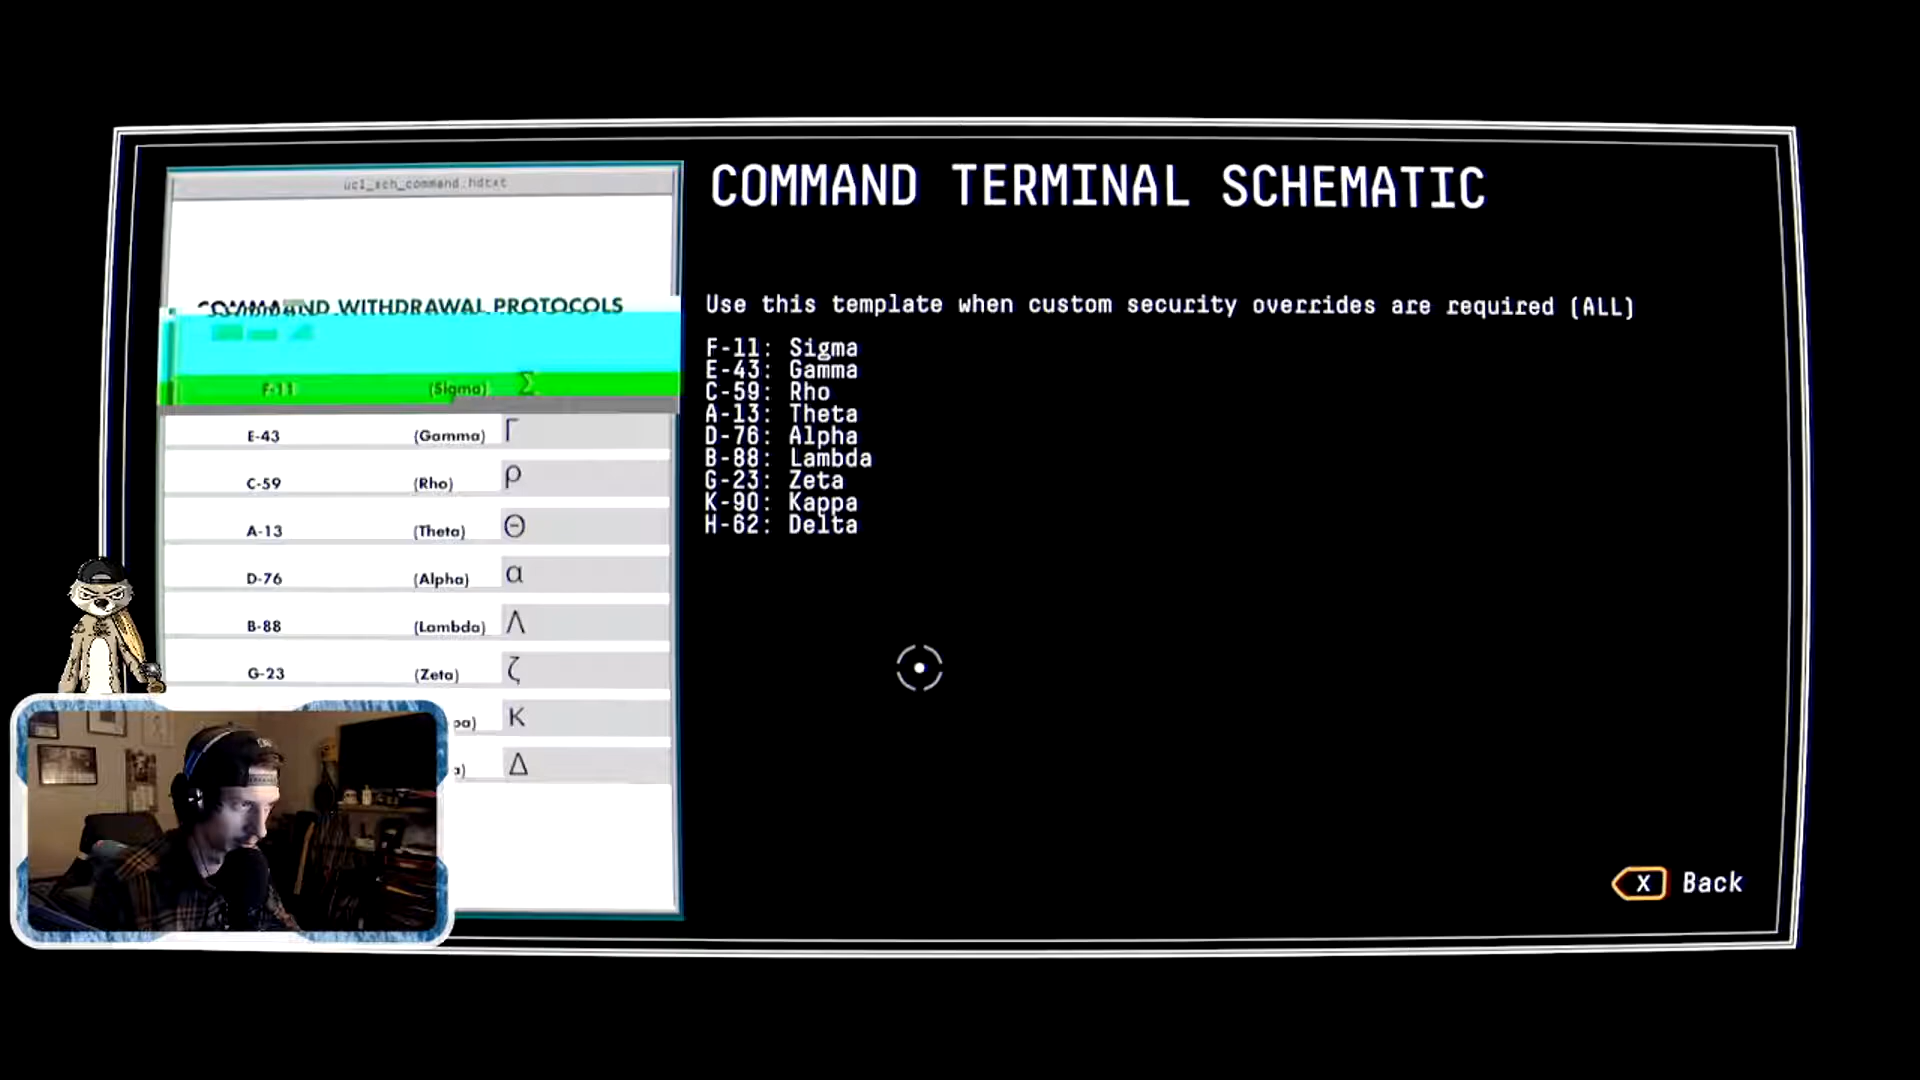 uc1_sch_command.hdtxt
COMMAND WITHDRAWAL PROTOCOLS
F-11 (Sigma) Σ
E-43 (Gamma) Γ
C-59 (Rho) ρ
A-13 (Theta) Θ
D-76 (Alpha) α
B-88 (Lambda) Λ
G-23 (Zeta) ζ
pa) K
a) Δ
COMMAND TERMINAL SCHEMATIC
Use this template when custom security overrides are required (ALL)
F-11: Sigma
E-43: Gamma
C-59: Rho
A-13: Theta
D-76: Alpha
B-88: Lambda
G-23: Zeta
K-90: Kappa
H-62: Delta
X Back